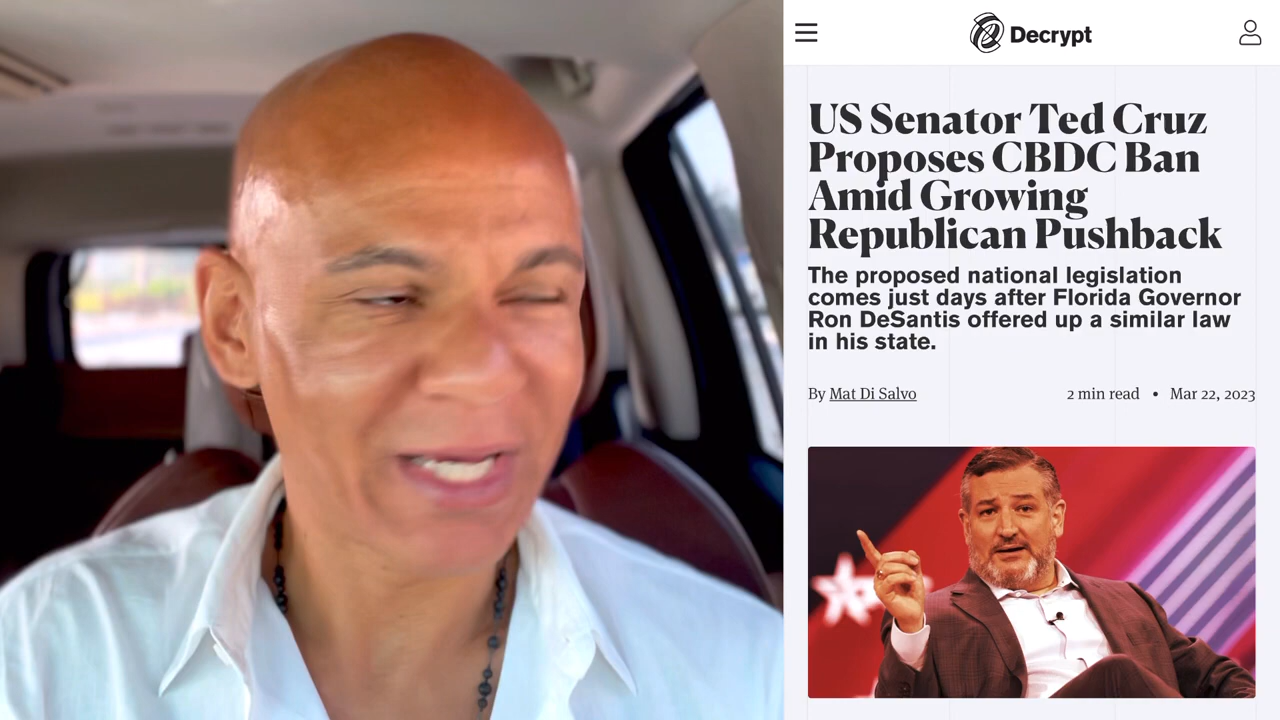 Decrypt
US Senator Ted Cruz
Proposes CBDC Ban
Amid Growing
Republican Pushback
The proposed national legislation
comes just days after Florida Governor
Ron DeSantis offered up a similar law
in his state.
By Mat Di Salvo 2 min read • Mar 22, 2023